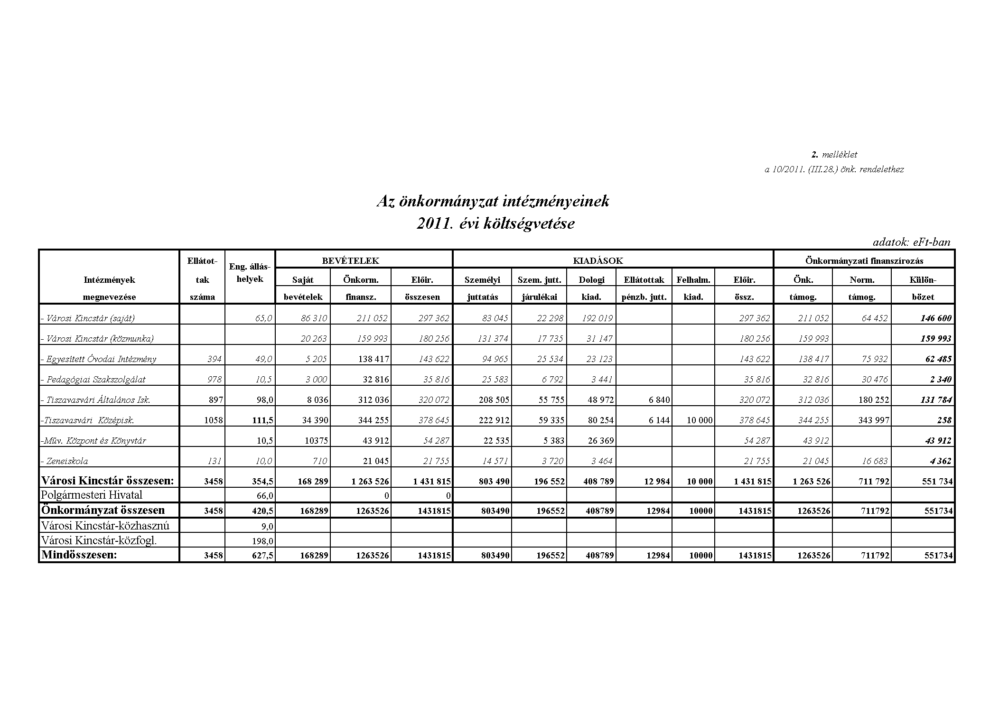 2. melléklet
a 10/2011. (III.28.) önk. rendelethez
Az önkormányzat intézményeinek
2011. évi költségvetése
adatok: eFt-ban
Ellátot- Eng. állás- BEVÉTELEK KIADÁSOK Önkormányzati finanszírozás
Intézmények tak helyek Saját Önkorm. Előir. Személyi Szem. jutt. Dologi Ellátottak Felhalm. Előir. Önk. Norm. Külön-
megnevezése száma bevételek finansz. összesen juttatás járulékai kiad. pénzb. jutt. kiad. össz. támog. támog. bözet
- Városi Kincstár (saját) 65,0 86 310 211 052 297 362 83 045 22 298 192 019 297 362 211 052 64 452 146 600
- Városi Kincstár (közmunka) 20 263 159 993 180 256 131 374 17 735 31 147 180 256 159 993 159 993
- Egyesített Óvodai Intézmény 394 49,0 5 205 138 417 143 622 94 965 25 534 23 123 143 622 138 417 75 932 62 485
- Pedagógiai Szakszolgálat 978 10,5 3 000 32 816 35 816 25 583 6 792 3 441 35 816 32 816 30 476 2 340
- Tiszavasvári Általános Isk. 897 98,0 8 036 312 036 320 072 208 505 55 755 48 972 6 840 320 072 312 036 180 252 131 784
-Tiszavasvári Középisk. 1058 111,5 34 390 344 255 378 645 222 912 59 335 80 254 6 144 10 000 378 645 344 255 343 997 258
-Műv. Központ és Könyvtár 10,5 10375 43 912 54 287 22 535 5 383 26 369 54 287 43 912 43 912
- Zeneiskola 131 10,0 710 21 045 21 755 14 571 3 720 3 464 21 755 21 045 16 683 4 362
Városi Kincstár összesen: 3458 354,5 168 289 1 263 526 1 431 815 803 490 196 552 408 789 12 984 10 000 1 431 815 1 263 526 711 792 551 734
Polgármesteri Hivatal 66,0 0 0
Önkormányzat összesen 3458 420,5 168289 1263526 1431815 803490 196552 408789 12984 10000 1431815 1263526 711792 551734
Városi Kincstár-közhasznú 9,0
Városi Kincstár-közfogl. 198,0
Mindösszesen: 3458 627,5 168289 1263526 1431815 803490 196552 408789 12984 10000 1431815 1263526 711792 551734